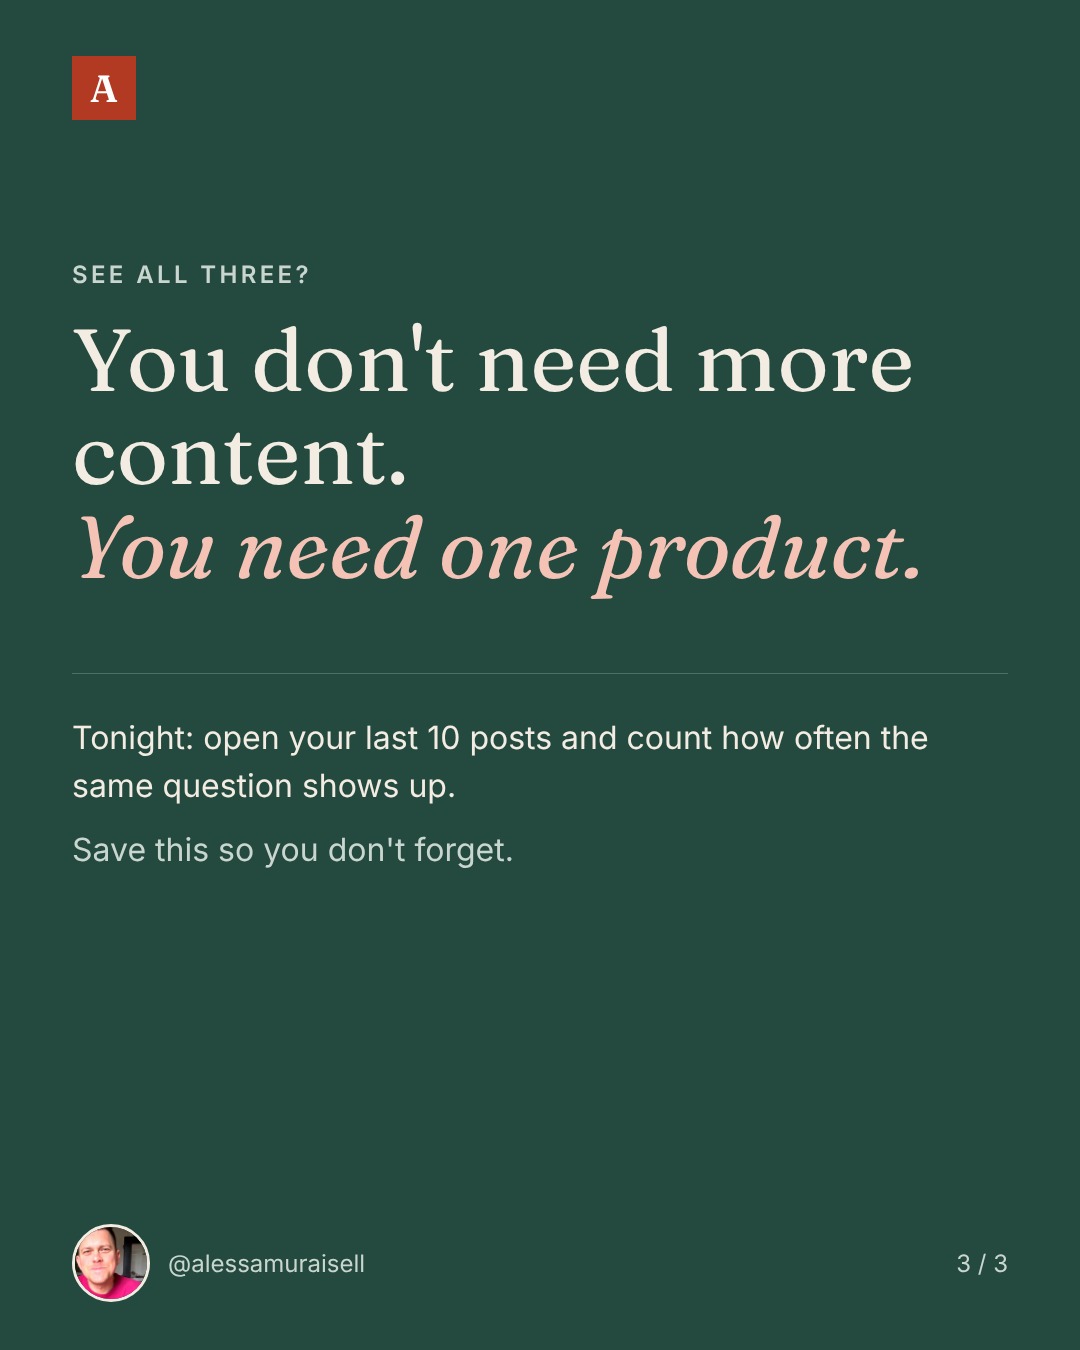 A
SEE ALL THREE?
You don't need more
content.
You need one product.
Tonight: open your last 10 posts and count how often the
same question shows up.
Save this so you don't forget.
@alessamuraisell
3 / 3